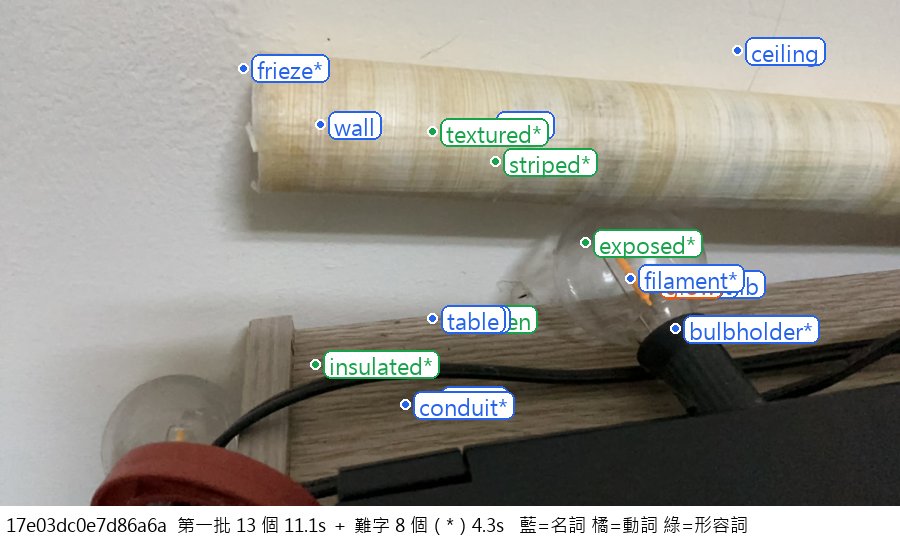 ceiling
frieze*
wall
textured*
striped*
exposed*
filament*
table
en
bulbholder*
insulated*
conduit*
17e03dc0e7d86a6a 第一批 13 個 11.1s + 難字 8 個 ( * ) 4.3s 藍=名詞 橘=動詞 綠=形容詞